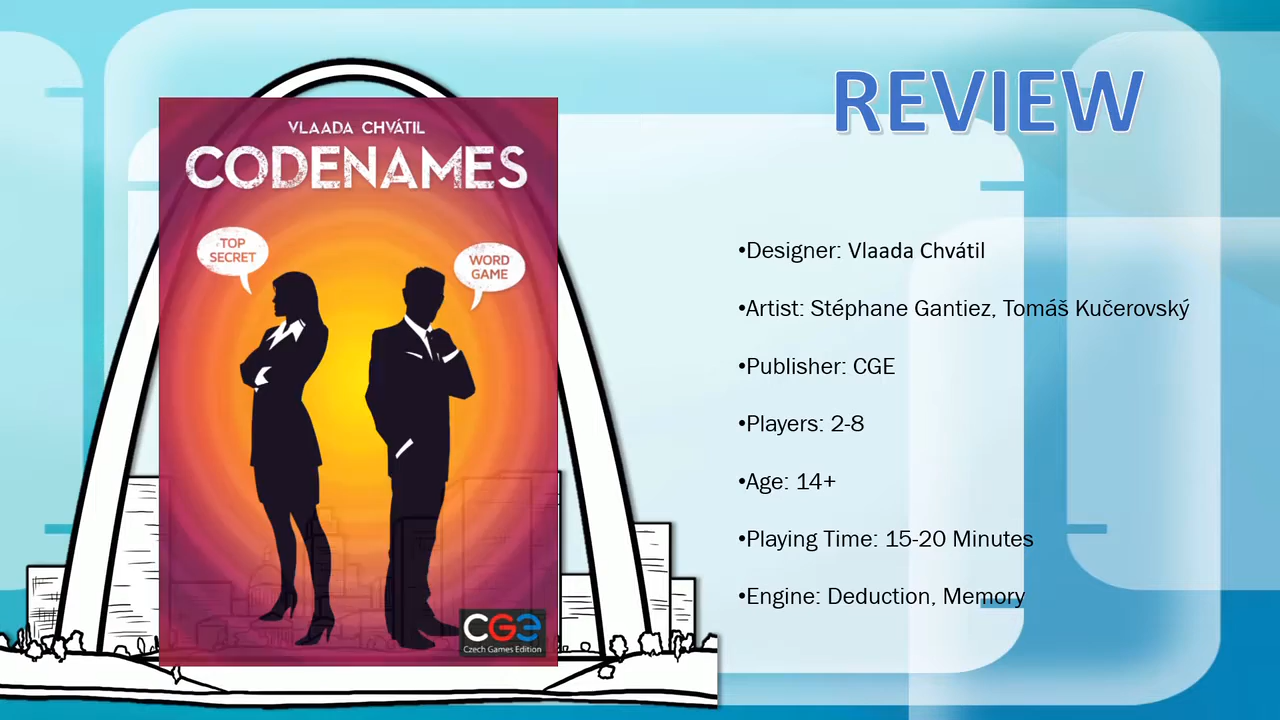 REVIEW
VLAADA CHVÁTIL
CODENAMES
TOP
SECRET
WORD
GAME
CGE
Czech Games Edition
•Designer: Vlaada Chvátil
•Artist: Stéphane Gantiez, Tomáš Kučerovský
•Publisher: CGE
•Players: 2-8
•Age: 14+
•Playing Time: 15-20 Minutes
•Engine: Deduction, Memory